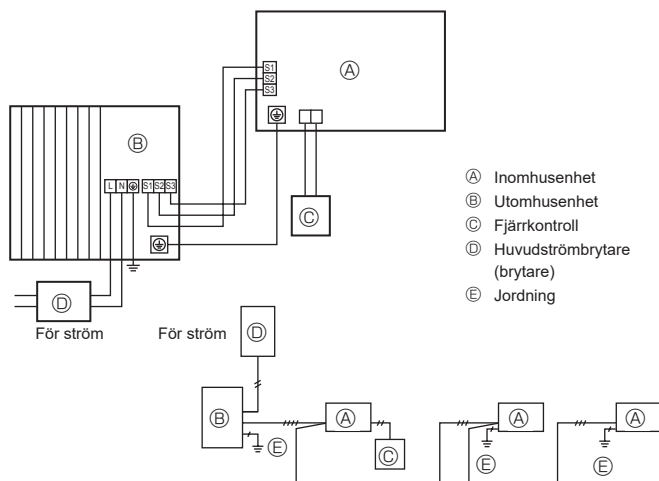 S1
S2
S3
Ⓐ
Ⓑ
L N S1 S2 S3
Ⓒ
Ⓓ
För ström
Ⓐ Inomhusenhet
Ⓑ Utomhusenhet
Ⓒ Fjärrkontroll
Ⓓ Huvudströmbrytare
(brytare)
Ⓔ Jordning
För ström
Ⓓ
Ⓑ
Ⓔ
Ⓐ
Ⓒ
Ⓐ
Ⓔ
Ⓐ
Ⓔ